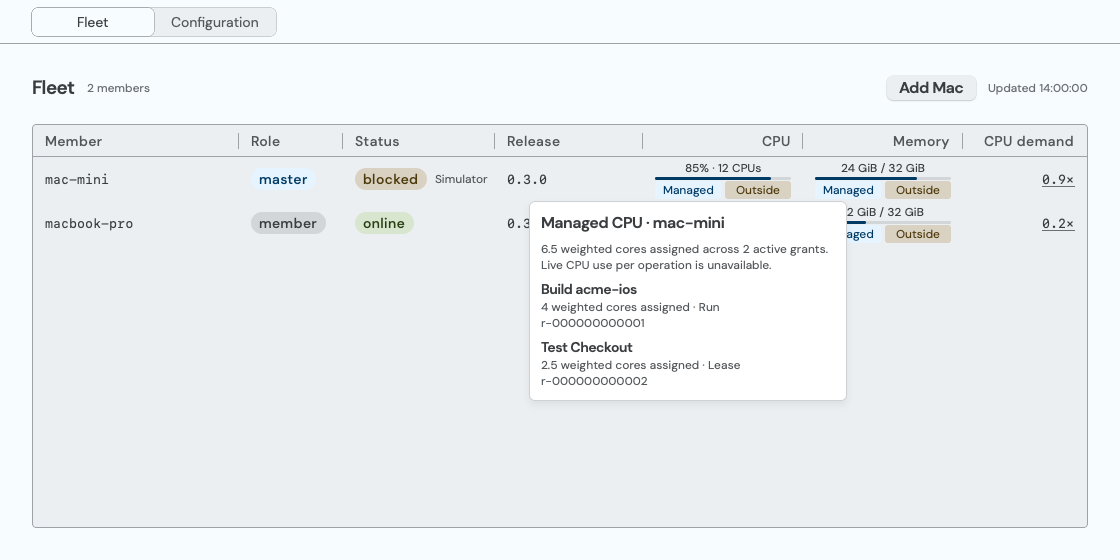 Fleet
Configuration
Fleet
2 members
Add Mac
Updated 14:00:00
Member
Role
Status
Release
CPU
Memory
CPU demand
mac-mini
master
blocked
Simulator
0.3.0
85% · 12 CPUs
Managed
Outside
24 GiB / 32 GiB
Managed
Outside
0.9×
macbook-pro
member
online
GiB / 32 GiB
Outside
0.2×
Managed CPU · mac-mini
6.5 weighted cores assigned across 2 active grants.
Live CPU use per operation is unavailable.
Build acme-ios
4 weighted cores assigned · Run
r-000000000001
Test Checkout
2.5 weighted cores assigned · Lease
r-000000000002